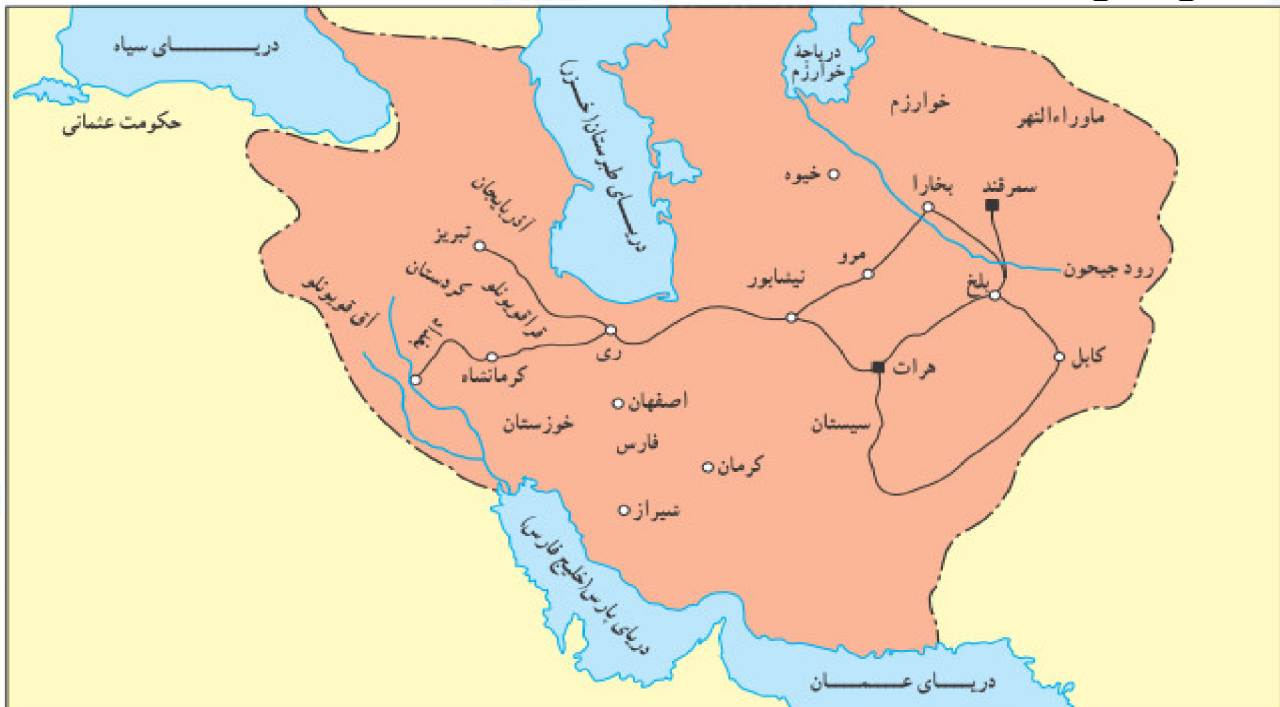 دریای سیاه
حکومت عثمانی
دریای طبرستان (خزر)
دریاچهٔ
خوارزم
خوارزم
ماوراءالنهر
خیوه
بخارا
سمرقند
رود جیحون
مرو
بلخ
نیشابور
کابل
هرات
سیستان
آذربایجان
تبریز
کردستان
قراقویونلو
آق قویونلو
بغداد
کرمانشاه
ری
اصفهان
خوزستان
فارس
کرمان
شیراز
دریای پارس (خلیج فارس)
دریای عمان